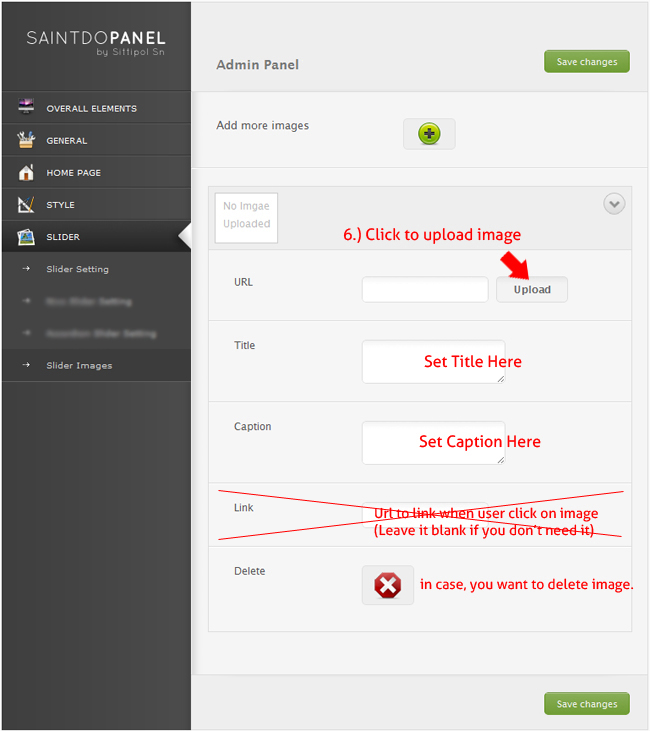 SAINTDOPANEL
by Sittipol Sn
Admin Panel
Save changes
OVERALL ELEMENTS
GENERAL
HOME PAGE
STYLE
SLIDER
Slider Setting
Slider Setting
Slider Images
Add more images
No Imgae
Uploaded
6.) Click to upload image
URL
Upload
Title
Set Title Here
Caption
Set Caption Here
Link
Url to link when user click on image
(Leave it blank if you don't need it)
Delete
in case, you want to delete image.
Save changes